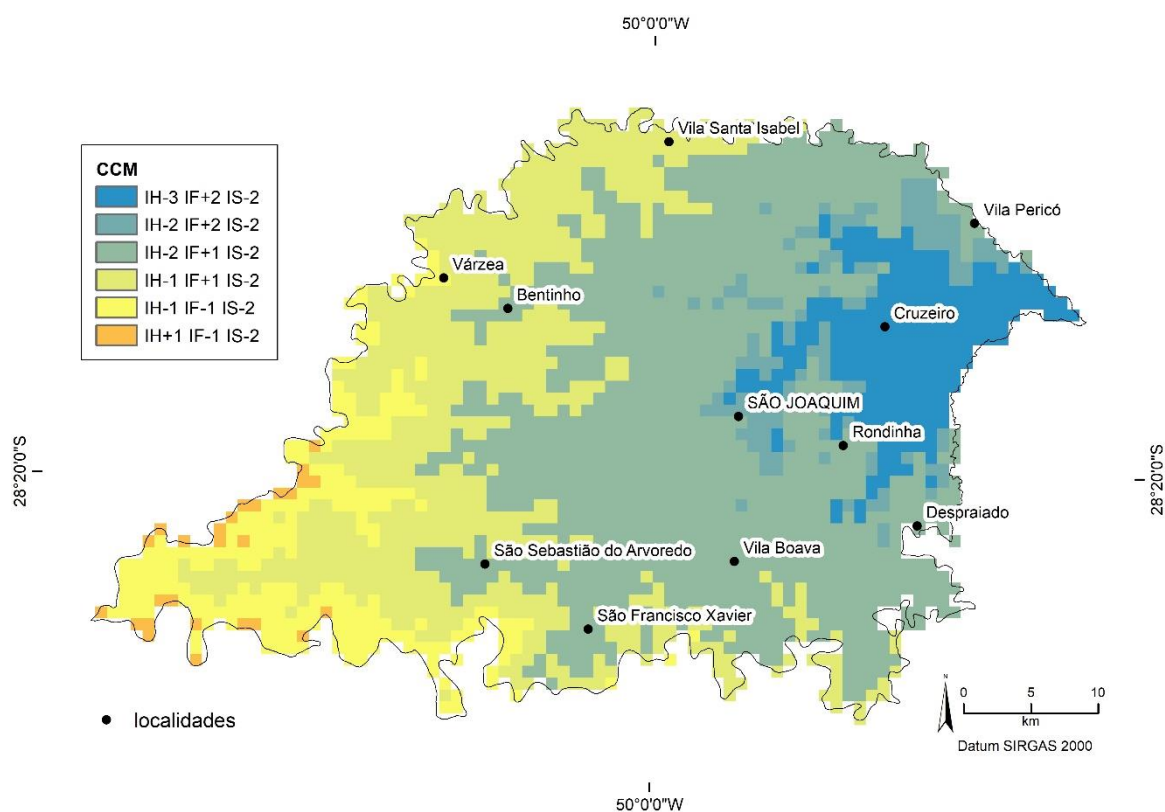 50°0'0"W
Vila Santa Isabel
CCM
IH-3 IF+2 IS-2
IH-2 IF+2 IS-2
IH-2 IF+1 IS-2
IH-1 IF+1 IS-2
IH-1 IF-1 IS-2
IH+1 IF-1 IS-2
Vila Pericó
Várzea
Bentinho
Cruzeiro
SÃO JOAQUIM
Rondinha
28°20'0"S
28°20'0"S
Despraiado
São Sebastião do Arvoredo
Vila Boava
São Francisco Xavier
localidades
N
0 5 10
km
Datum SIRGAS 2000
50°0'0"W